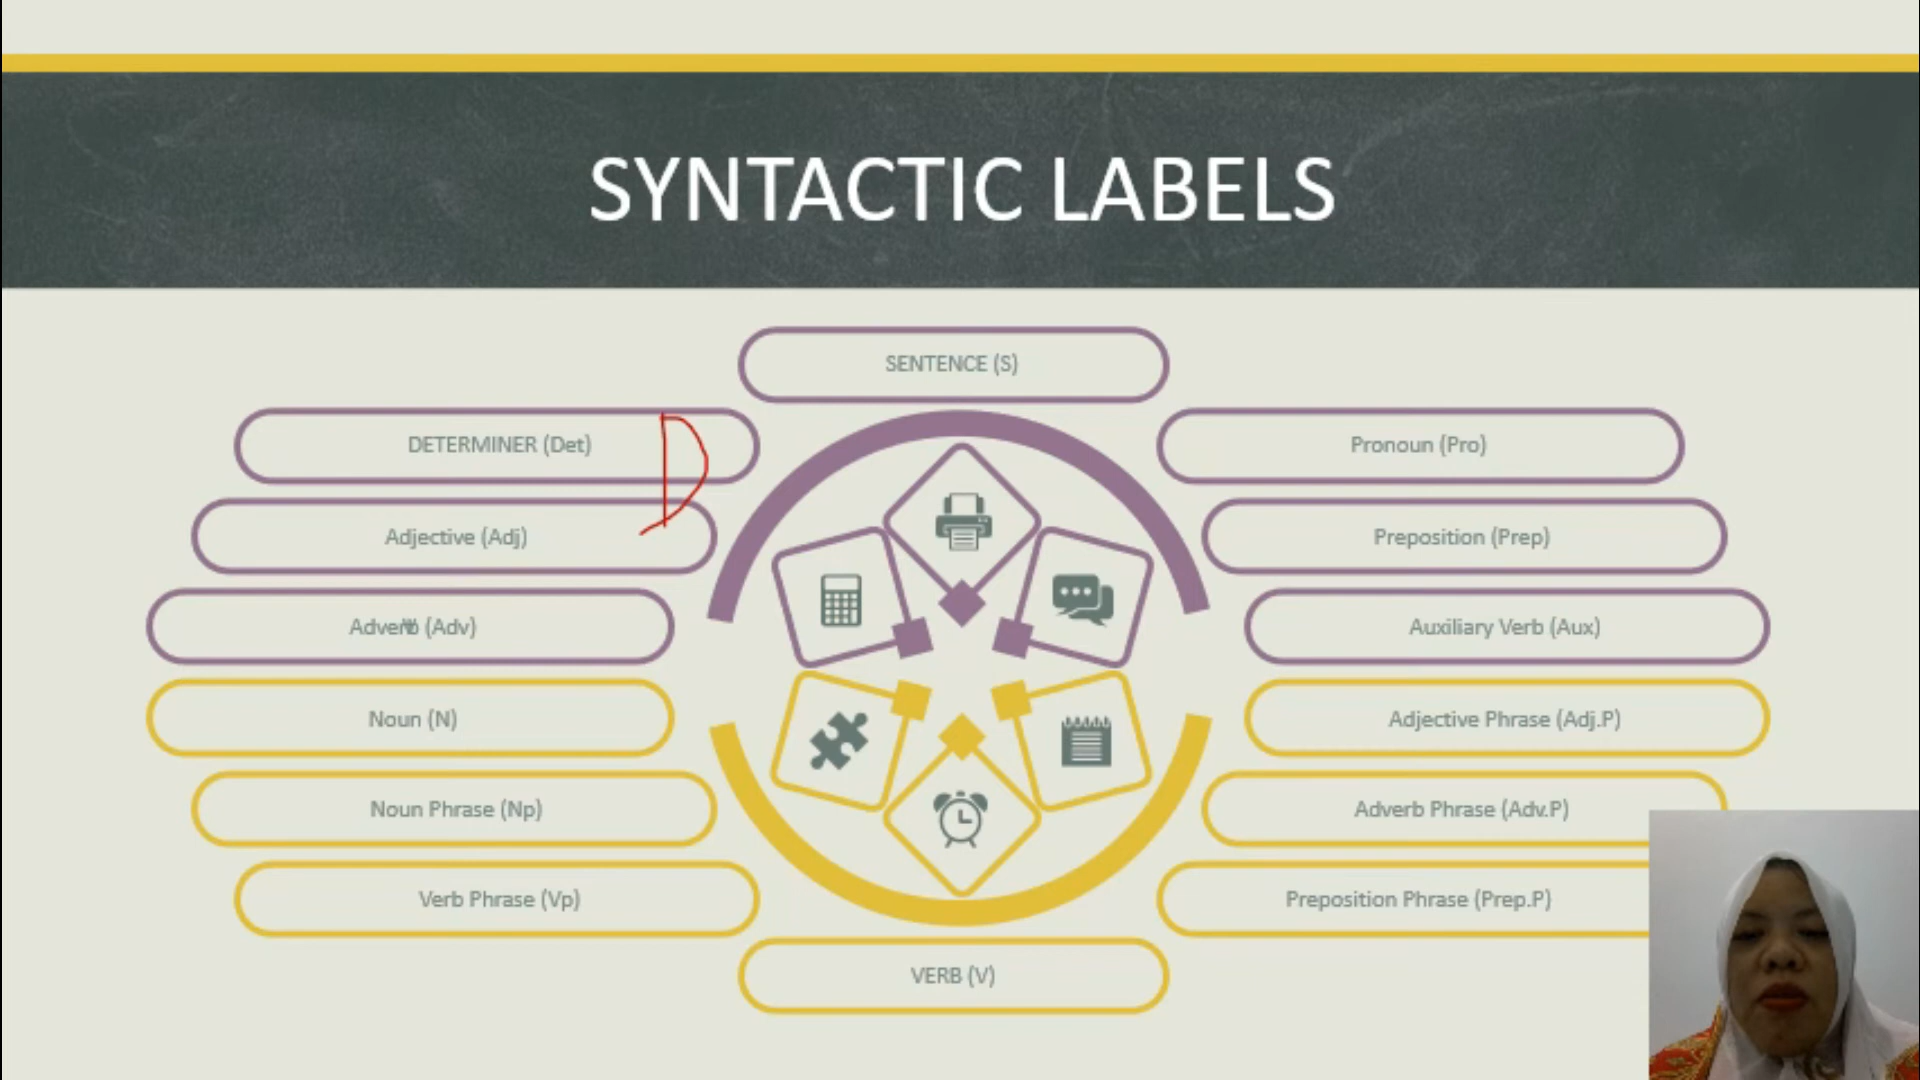 SYNTACTIC LABELS
SENTENCE (S)
DETERMINER (Det)
D
Adjective (Adj)
Adverb (Adv)
Noun (N)
Noun Phrase (Np)
Verb Phrase (Vp)
VERB (V)
Pronoun (Pro)
Preposition (Prep)
Auxiliary Verb (Aux)
Adjective Phrase (Adj.P)
Adverb Phrase (Adv.P)
Preposition Phrase (Prep.P)